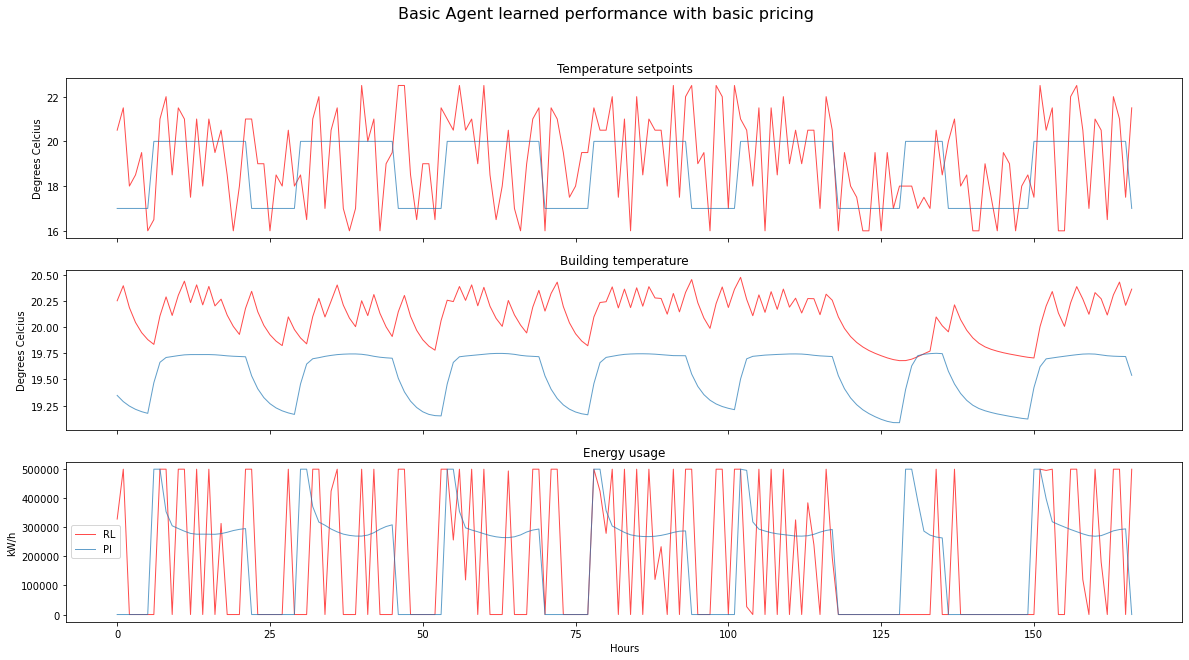 Basic Agent learned performance with basic pricing
Temperature setpoints
Degrees Celcius
22
20
18
16
Building temperature
Degrees Celcius
20.50
20.25
20.00
19.75
19.50
19.25
Energy usage
kW/h
500000
400000
300000
200000
100000
0
RL
PI
0 25 50 75 100 125 150
Hours